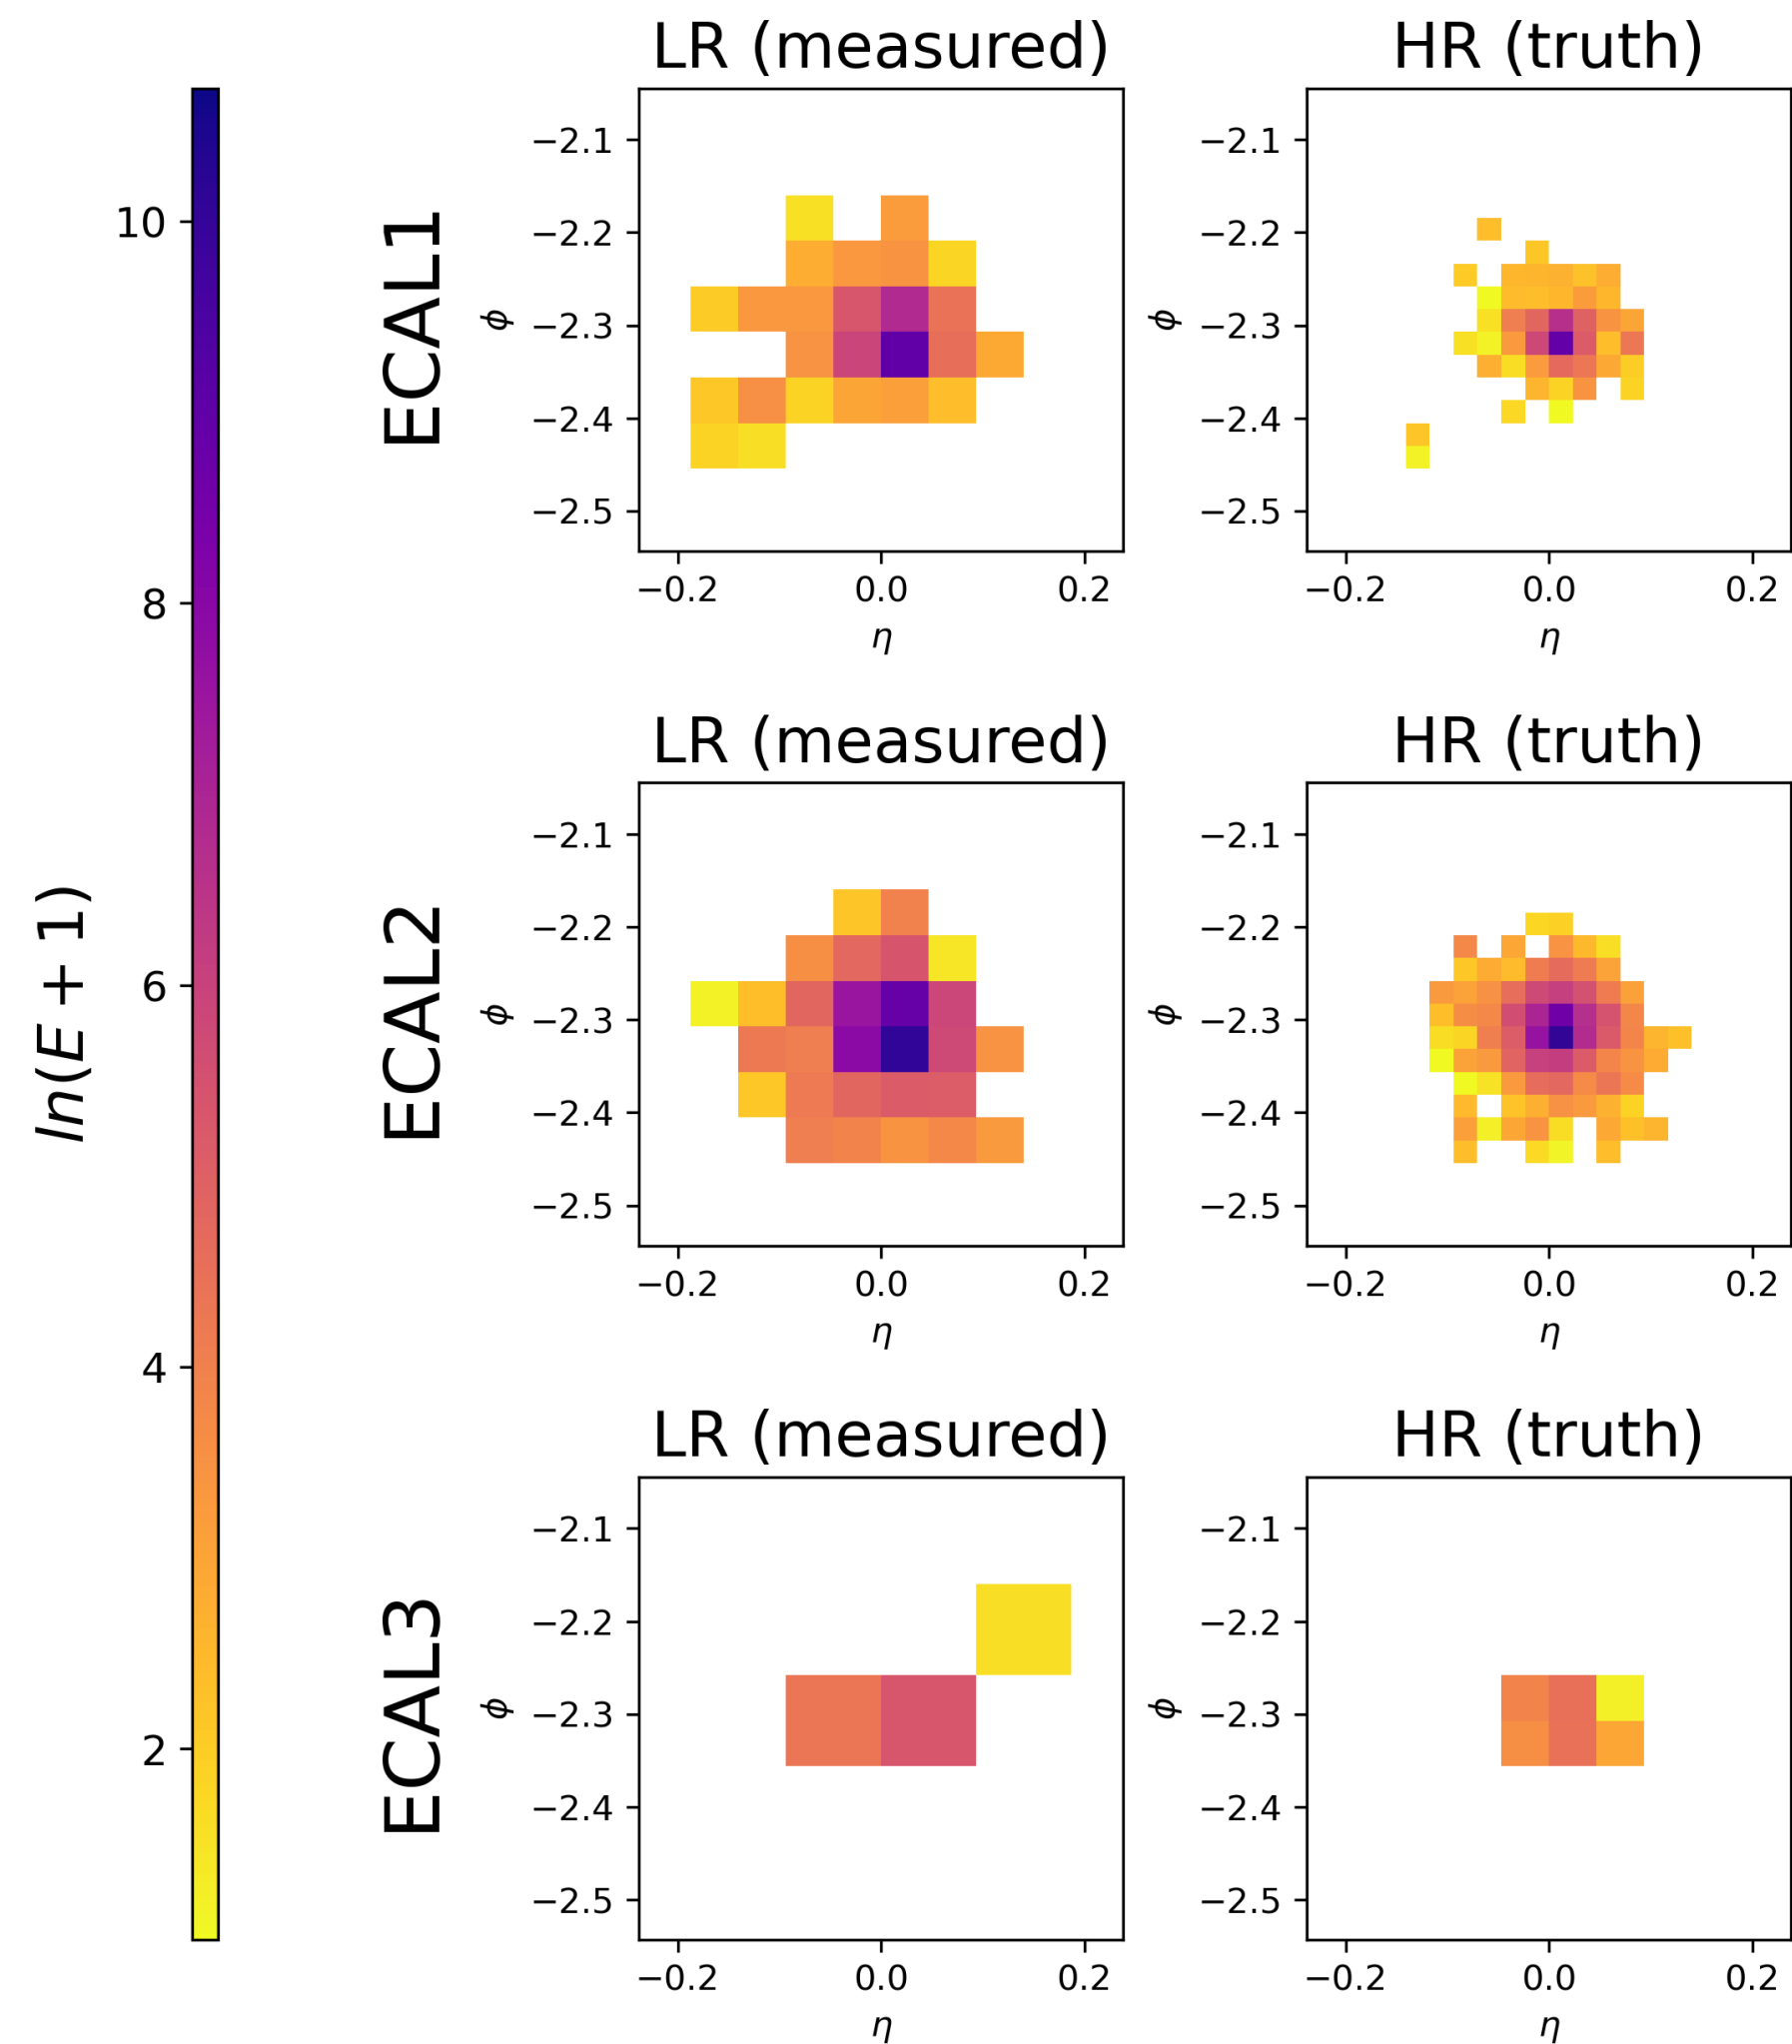 ln(E + 1)
10
8
6
4
2
ECAL1
LR (measured)
ϕ
−2.1
−2.2
−2.3
−2.4
−2.5
−0.2 0.0 0.2
η
HR (truth)
ϕ
−2.1
−2.2
−2.3
−2.4
−2.5
−0.2 0.0 0.2
η
ECAL2
LR (measured)
ϕ
−2.1
−2.2
−2.3
−2.4
−2.5
−0.2 0.0 0.2
η
HR (truth)
ϕ
−2.1
−2.2
−2.3
−2.4
−2.5
−0.2 0.0 0.2
η
ECAL3
LR (measured)
ϕ
−2.1
−2.2
−2.3
−2.4
−2.5
−0.2 0.0 0.2
η
HR (truth)
ϕ
−2.1
−2.2
−2.3
−2.4
−2.5
−0.2 0.0 0.2
η